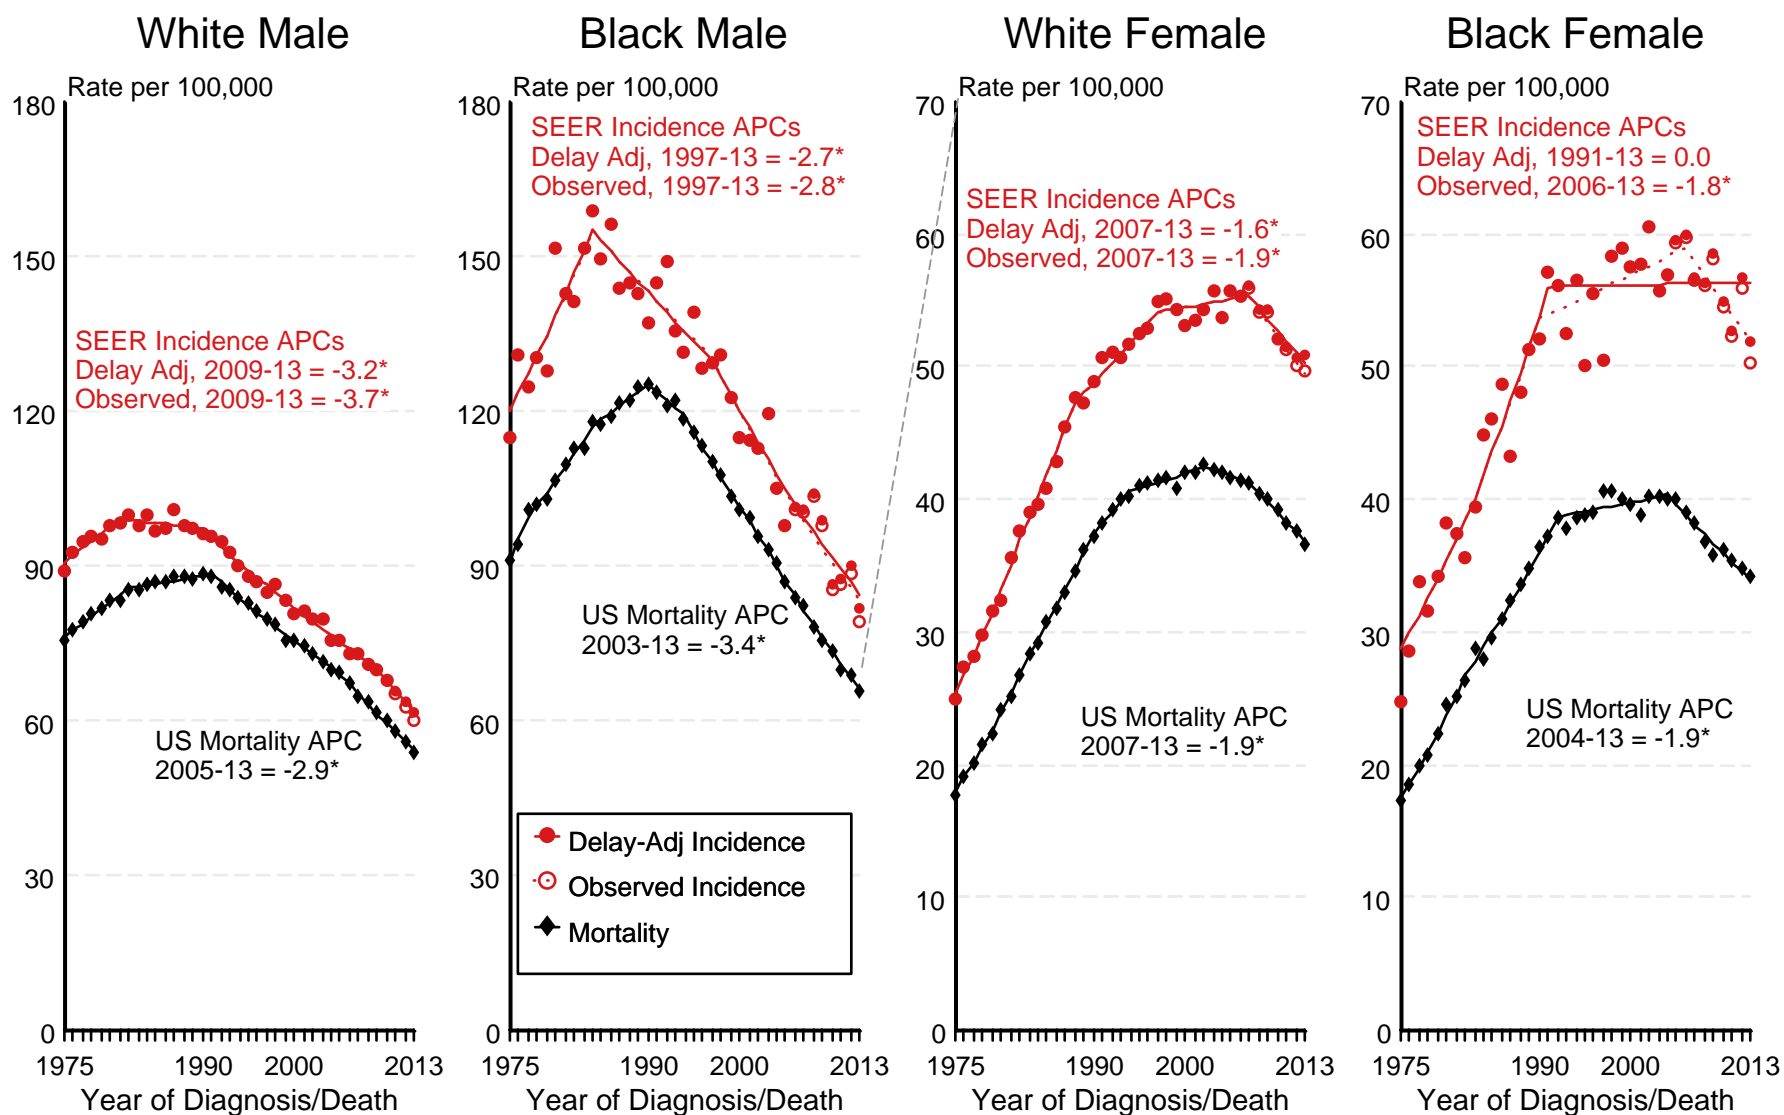 White Male
Rate per 100,000
180
150
120
90
60
30
0
SEER Incidence APCs
Delay Adj, 2009-13 = -3.2*
Observed, 2009-13 = -3.7*
US Mortality APC
2005-13 = -2.9*
1975 1990 2000 2013
Year of Diagnosis/Death
Black Male
Rate per 100,000
180
150
120
90
60
30
0
SEER Incidence APCs
Delay Adj, 1997-13 = -2.7*
Observed, 1997-13 = -2.8*
US Mortality APC
2003-13 = -3.4*
Delay-Adj Incidence
Observed Incidence
Mortality
1975 1990 2000 2013
Year of Diagnosis/Death
White Female
Rate per 100,000
70
60
50
40
30
20
10
0
SEER Incidence APCs
Delay Adj, 2007-13 = -1.6*
Observed, 2007-13 = -1.9*
US Mortality APC
2007-13 = -1.9*
1975 1990 2000 2013
Year of Diagnosis/Death
Black Female
Rate per 100,000
70
60
50
40
30
20
10
0
SEER Incidence APCs
Delay Adj, 1991-13 = 0.0
Observed, 2006-13 = -1.8*
US Mortality APC
2004-13 = -1.9*
1975 1990 2000 2013
Year of Diagnosis/Death